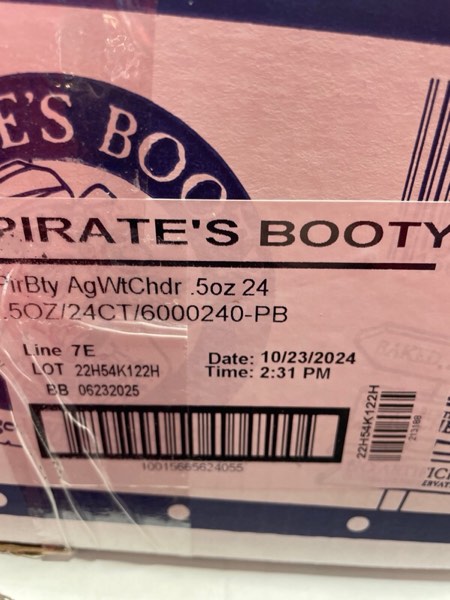 E'S BOO
PIRATE'S BOOTY
PirBty AgWtChdr .5oz 24
.5OZ/24CT/6000240-PB
Line 7E
LOT 22H54K122H
BB 06232025
Date: 10/23/2024
Time: 2:31 PM
10015665624055
22H54K122H